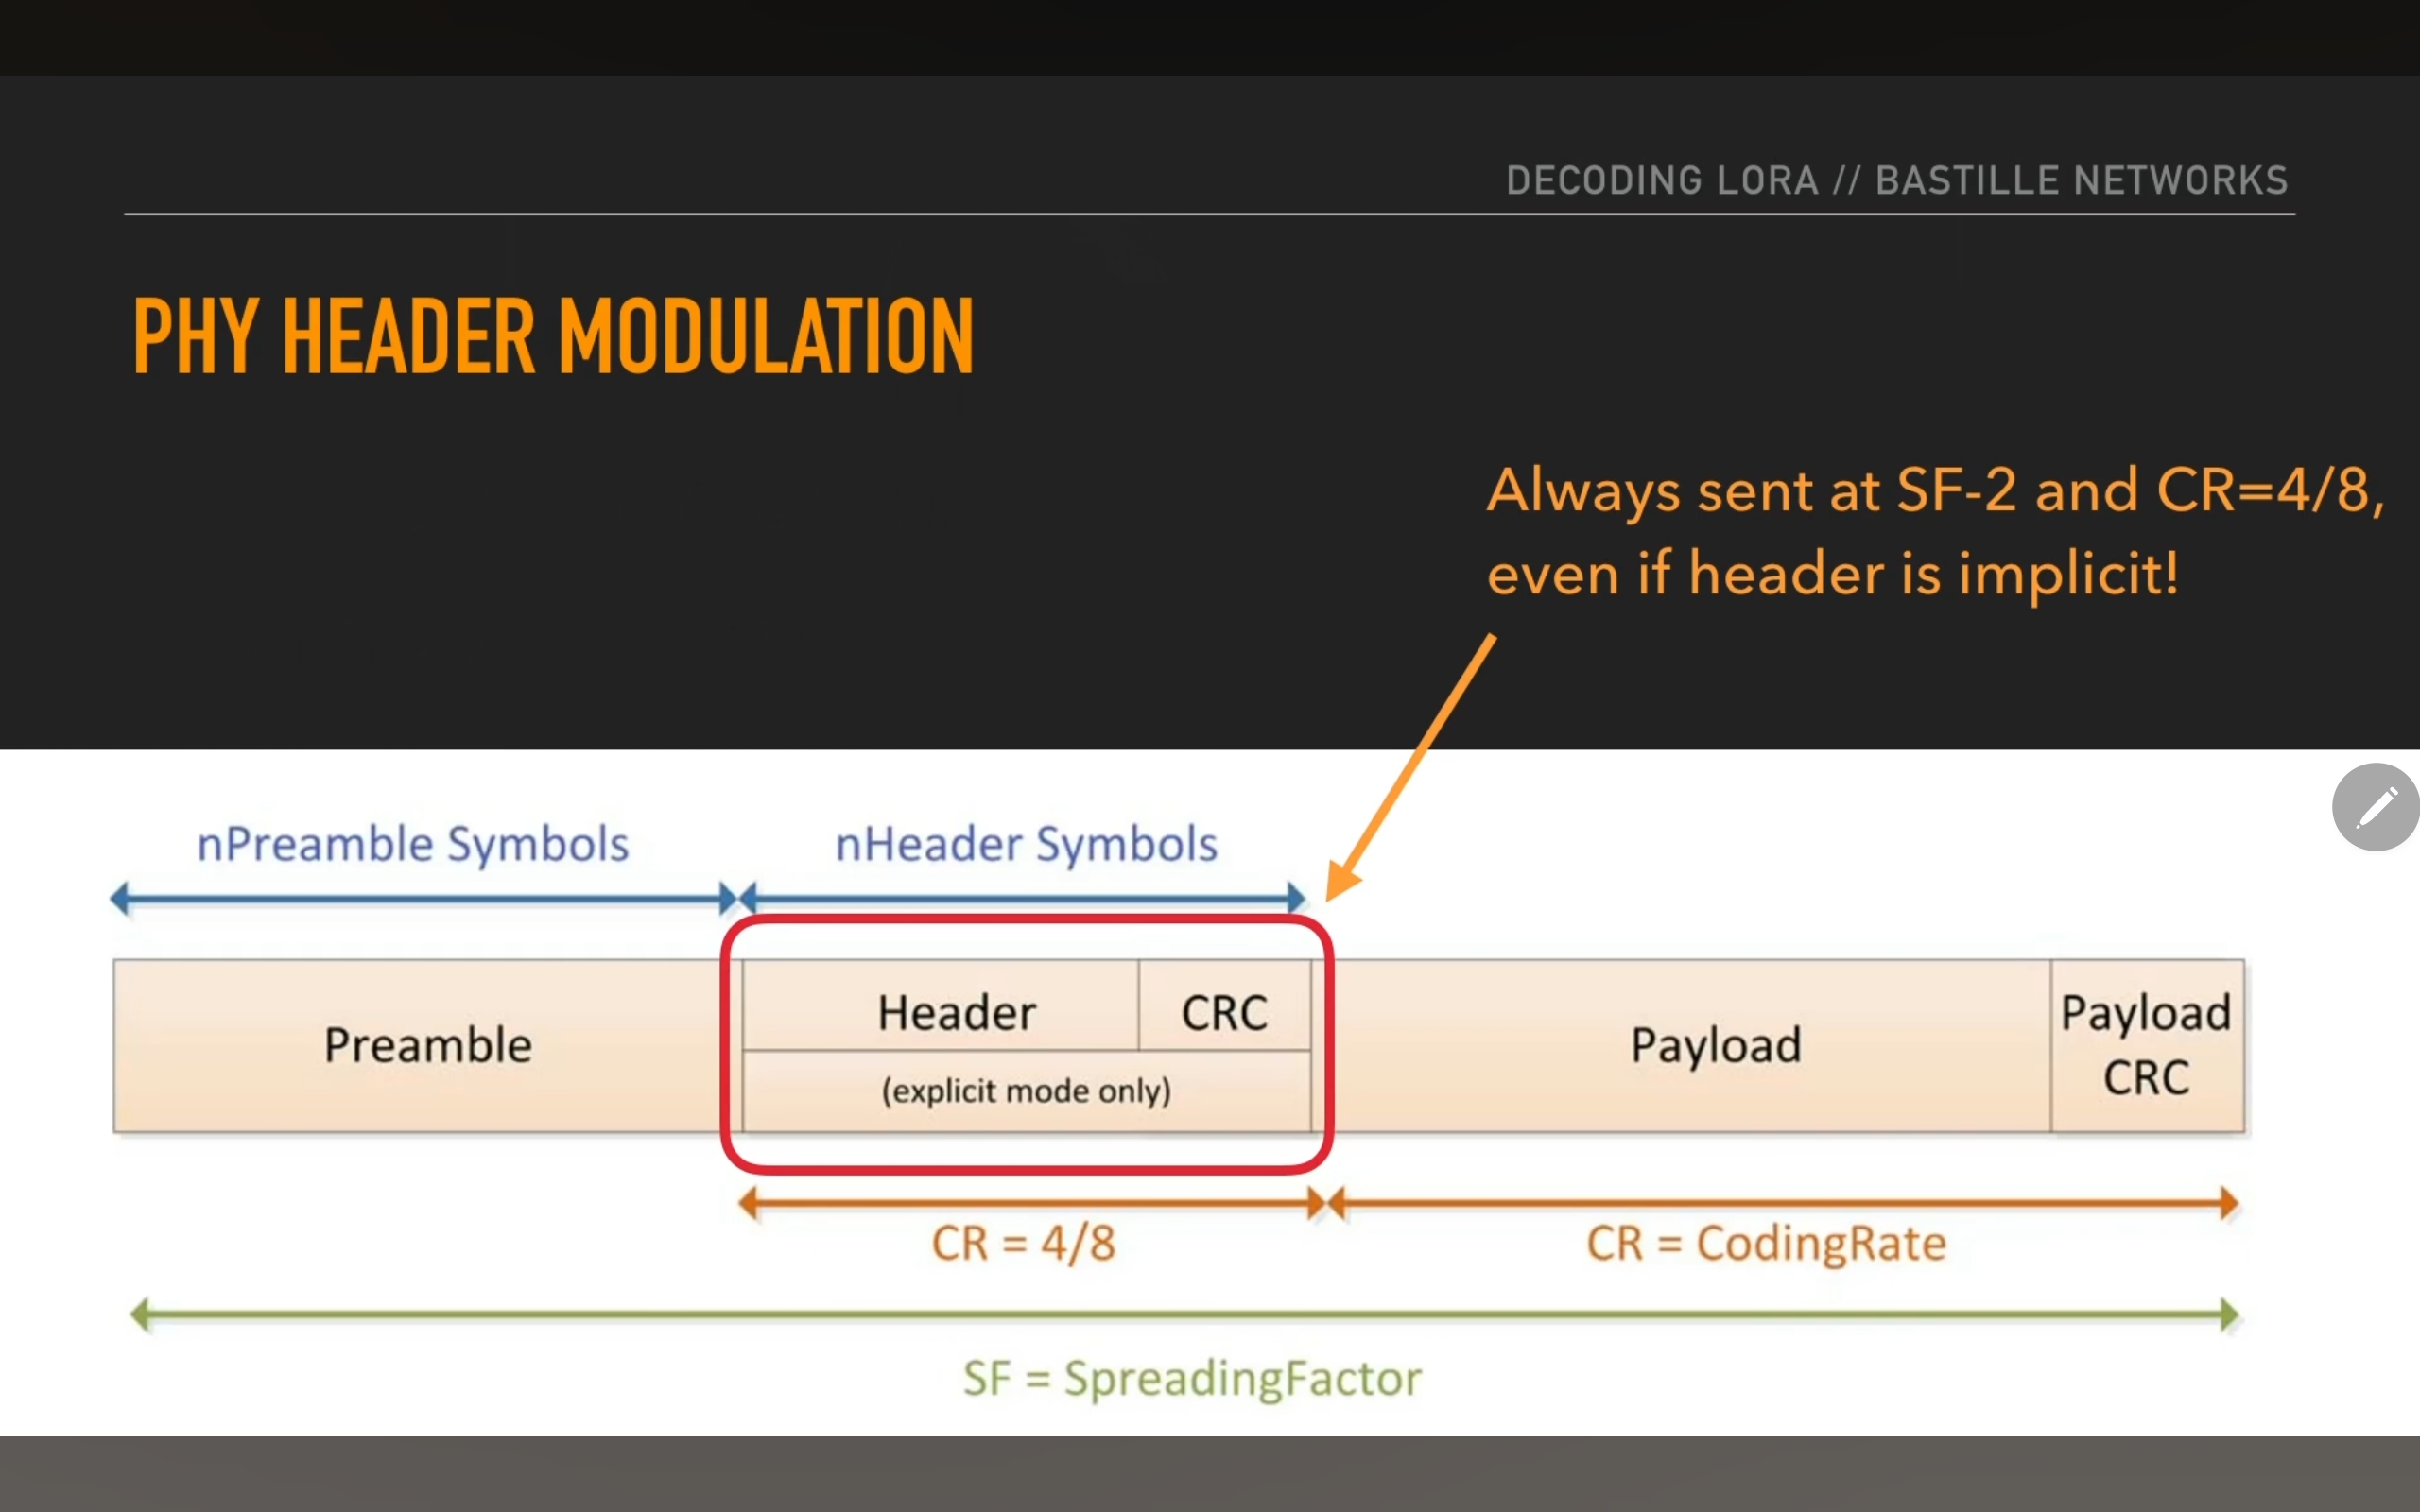 DECODING LORA // BASTILLE NETWORKS
PHY HEADER MODULATION
Always sent at SF-2 and CR=4/8,
even if header is implicit!
nPreamble Symbols
nHeader Symbols
Preamble
Header
CRC
(explicit mode only)
Payload
Payload
CRC
CR = 4/8
CR = CodingRate
SF = SpreadingFactor